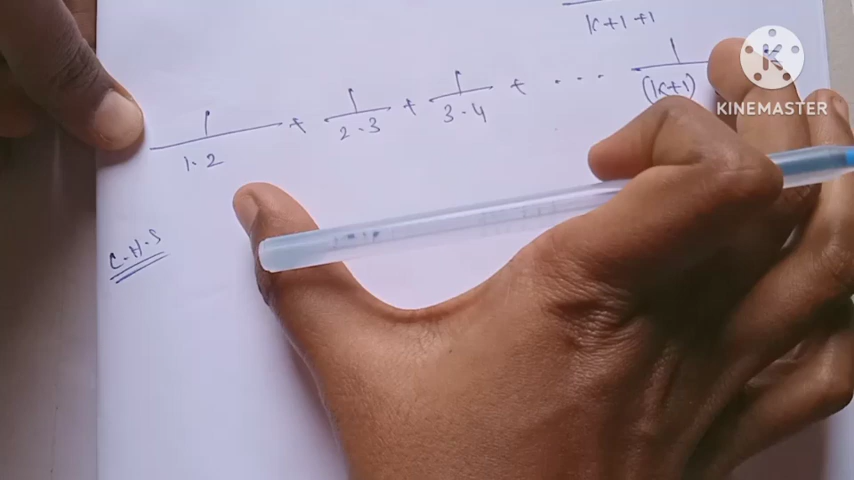 k+1+1
1/1·2 + 1/2·3 + 1/3·4 + ... 1/(k+1)
L.H.S
KINEMASTER